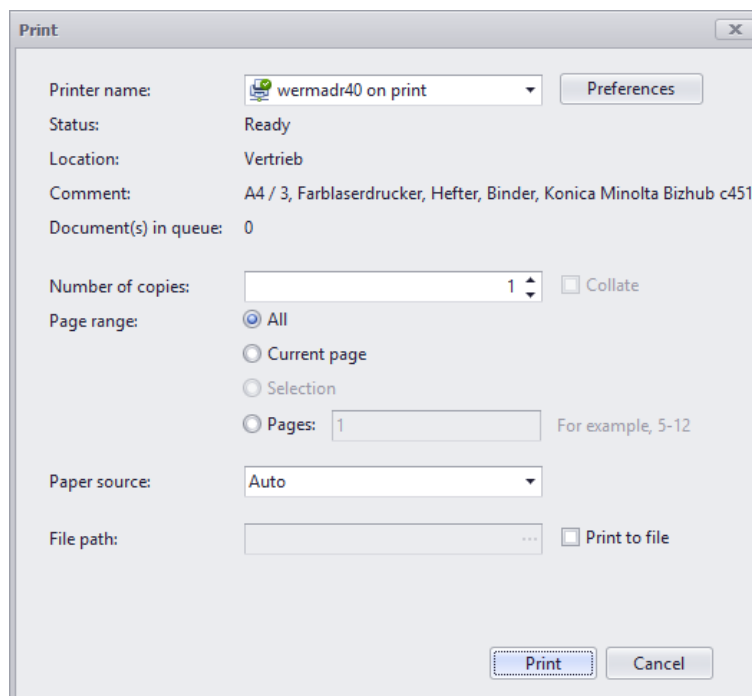 Print
Printer name: wermadr40 on print Preferences
Status: Ready
Location: Vertrieb
Comment: A4 / 3, Farblaserdrucker, Hefter, Binder, Konica Minolta Bizhub c451
Document(s) in queue: 0
Number of copies: 1 Collate
Page range: All
Current page
Selection
Pages: 1 For example, 5-12
Paper source: Auto
File path: ... Print to file
Print Cancel